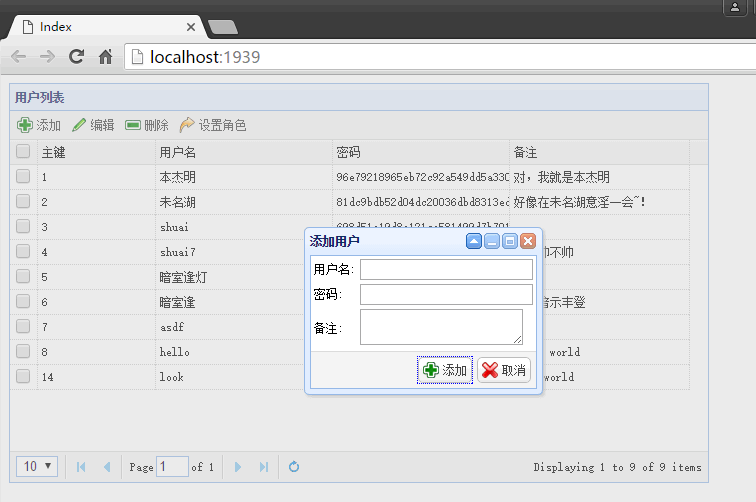 Index
localhost:1939
用户列表
添加 编辑 删除 设置角色
主键 用户名 密码 备注
1 本杰明 96e79218965eb72c92a549dd5a330 对，我就是本杰明
2 未名湖 81dc9bdb52d04dc20036dbd8313ed 好像在未名湖意淫一会~！
3 shuai
4 shuai7 不帅
5 暗室逢灯
6 暗室逢 暗示丰登
7 asdf
8 hello world
14 look world
添加用户
用户名：
密码：
备注：
添加 取消
10 Page 1 of 1 Displaying 1 to 9 of 9 items